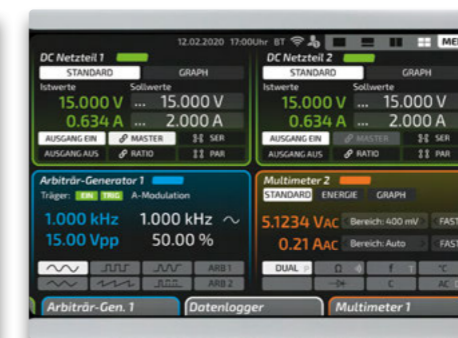 12.02.2020 17:00Uhr BT MEN
DC Netzteil 1
STANDARD GRAPH
Istwerte Sollwerte
15.000 V ... 15.000 V
0.634 A ... 2.000 A
AUSGANG EIN MASTER SER
AUSGANG AUS RATIO PAR
DC Netzteil 2
STANDARD GRAPH
Istwerte Sollwerte
15.000 V ... 15.000 V
0.634 A ... 2.000 A
AUSGANG EIN MASTER SER
AUSGANG AUS RATIO PAR
Arbiträr-Generator 1
Träger: EIN TRIG A-Modulation
1.000 kHz 1.000 kHz
15.00 Vpp 50.00 %
ARB 1
ARB 2
Multimeter 2
STANDARD ENERGIE GRAPH
5.1234 VAC Bereich: 400 mV FAST
0.21 AAC Bereich: Auto FAST
DUAL P Ω f T °C
C AC
Arbiträr-Gen. 1 Datenlogger Multimeter 1